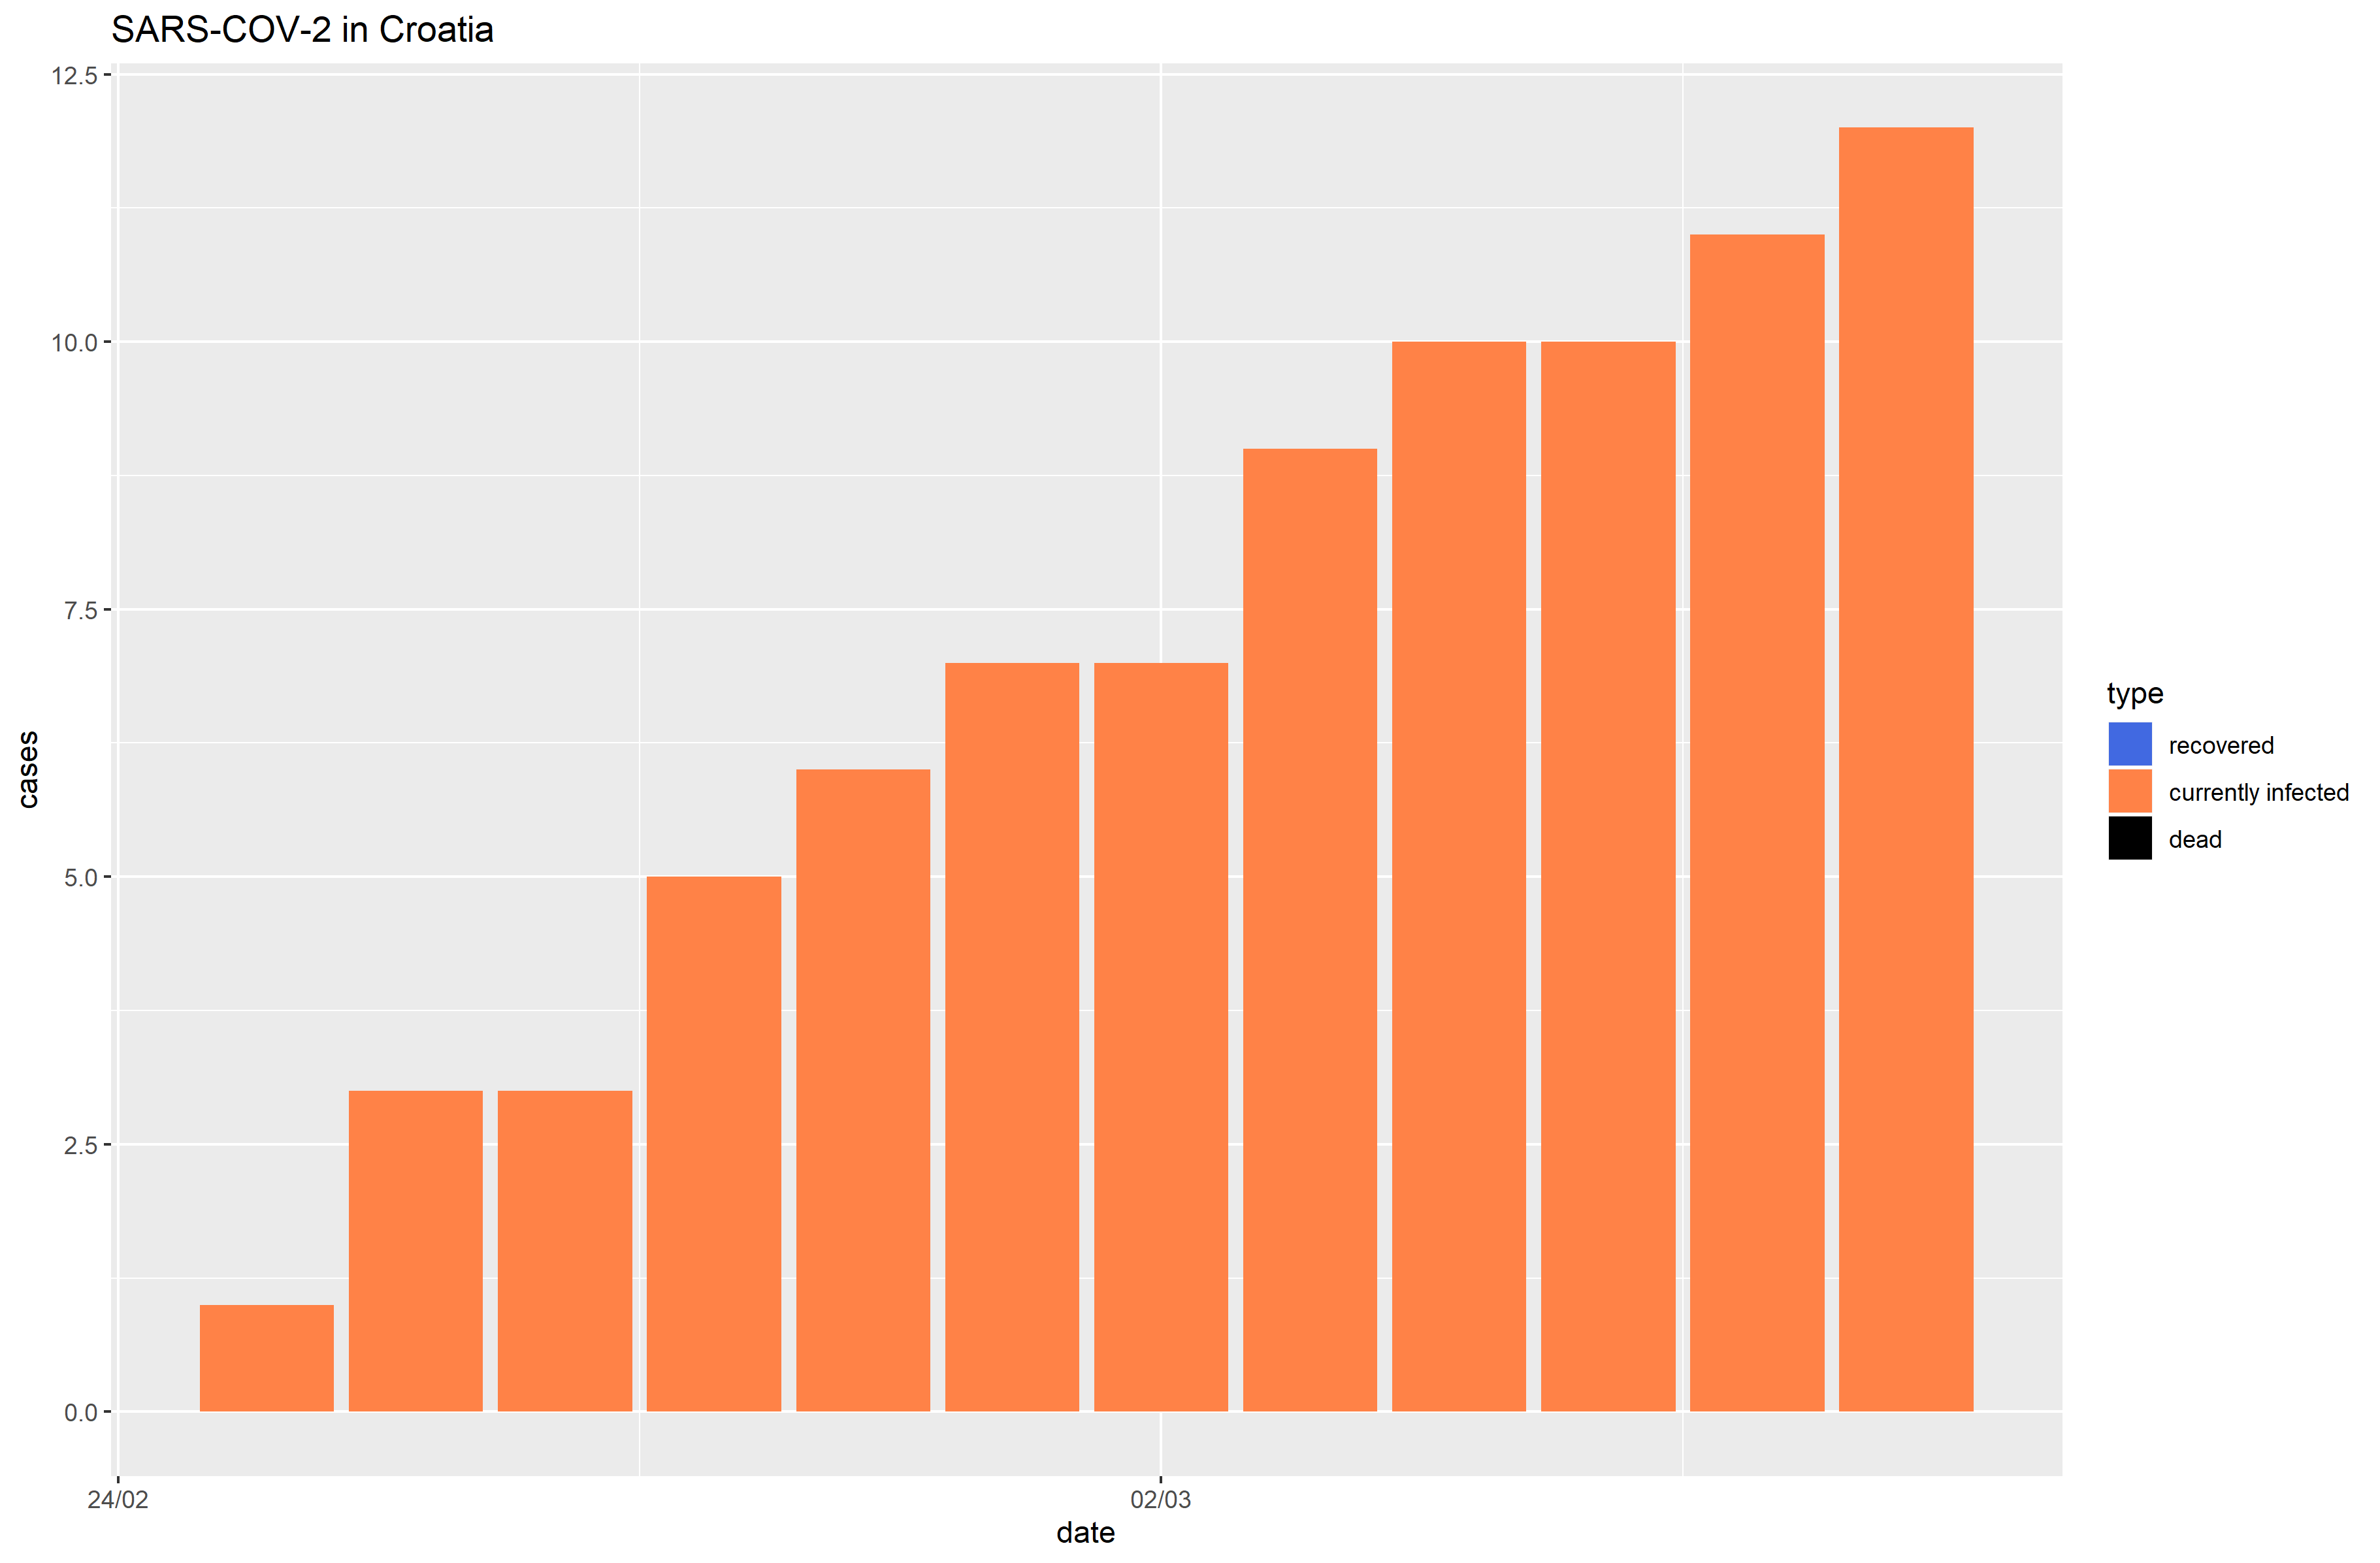 SARS-COV-2 in Croatia
12.5
10.0
7.5
5.0
2.5
0.0
cases
24/02
02/03
date
type
recovered
currently infected
dead